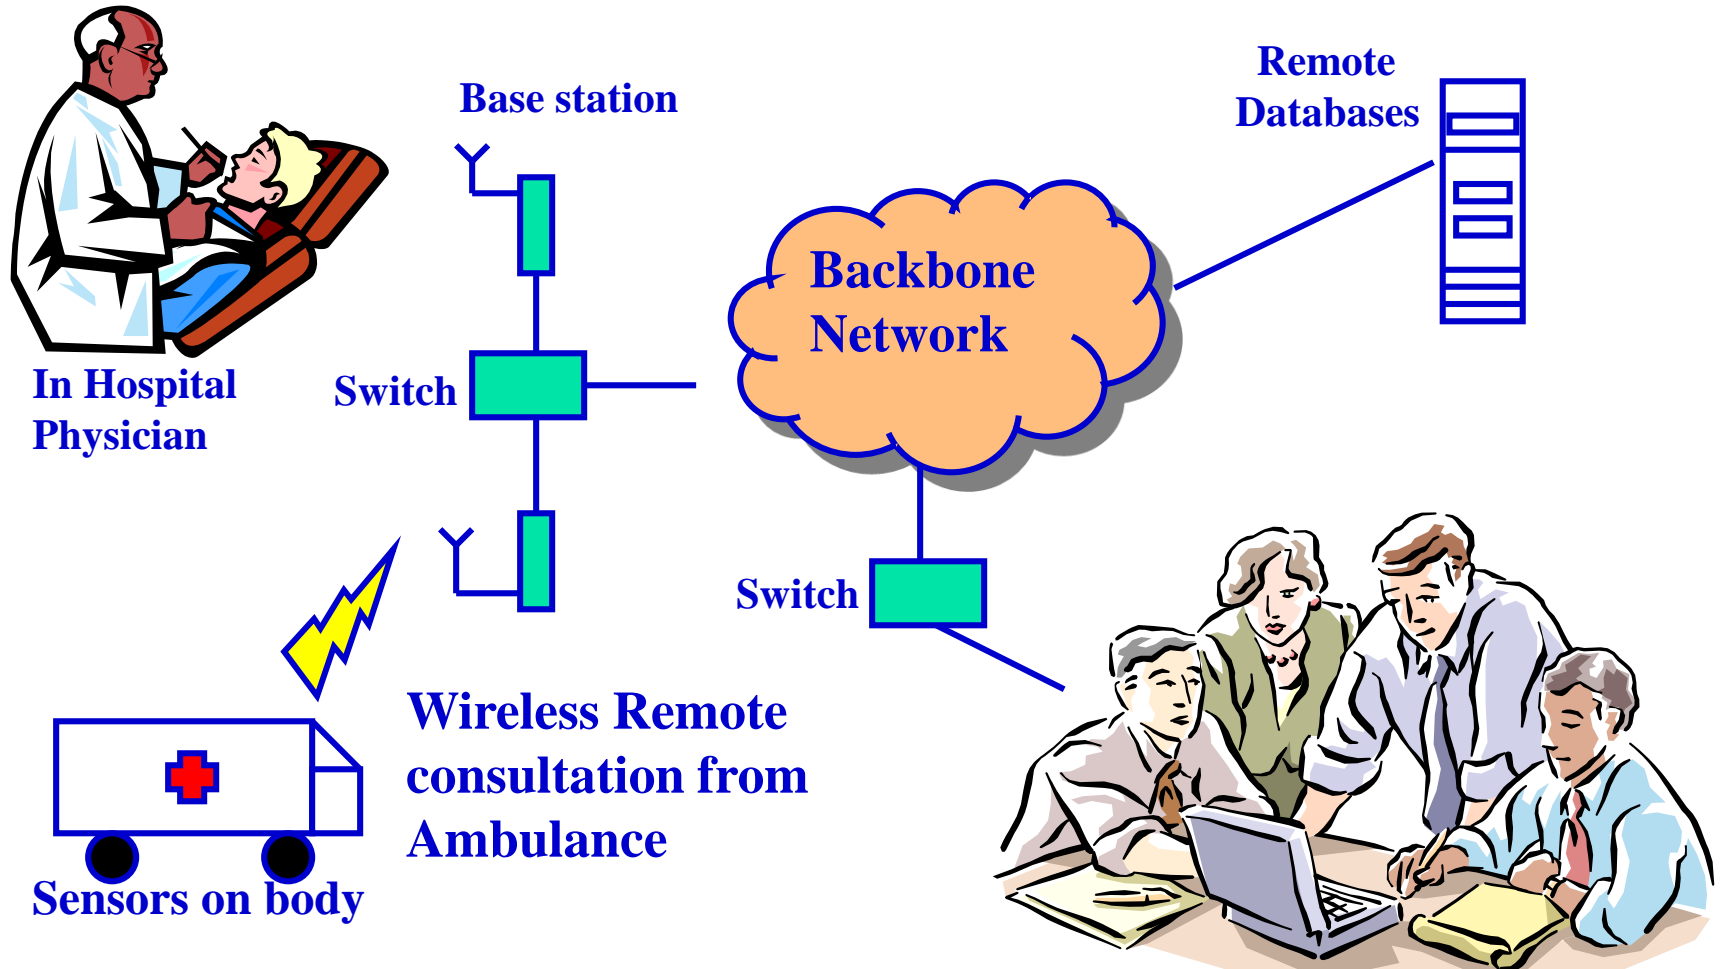 Base station
Remote
Databases
Backbone
Network
In Hospital
Physician
Switch
Switch
Wireless Remote
consultation from
Ambulance
Sensors on body